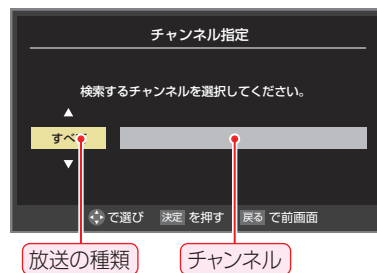 チャンネル指定
検索するチャンネルを選択してください。
▲
すべて
▼
で選び 決定 を押す 戻る で前画面
放送の種類 チャンネル